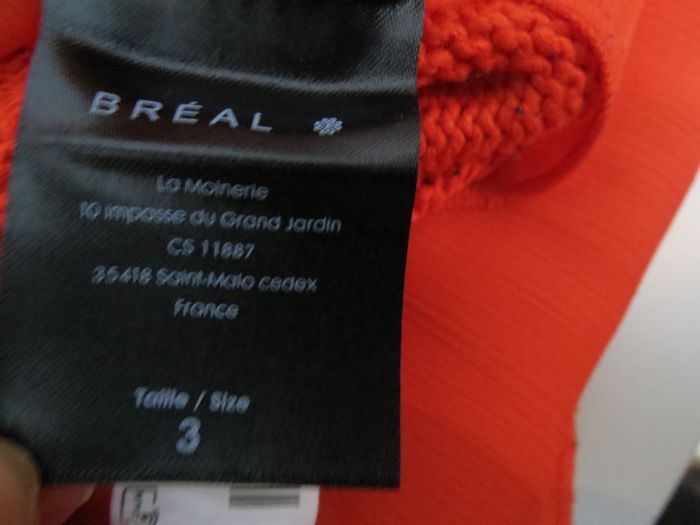 BRÉAL
La Moinerie
10 impasse du Grand Jardin
CS 11887
35418 Saint-Malo cedex
France
Taille / Size
3